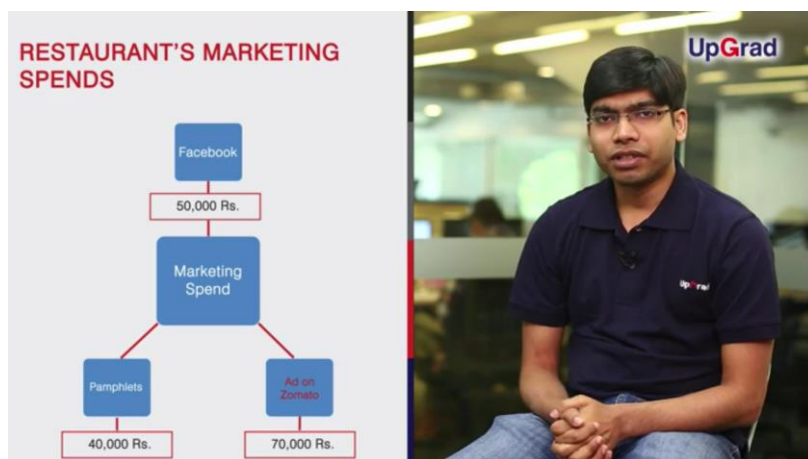 RESTAURANT'S MARKETING
SPENDS
Facebook
50,000 Rs.
Marketing
Spend
Pamphlets
Ad on
Zomato
40,000 Rs.
70,000 Rs.
UpGrad
UpGrad